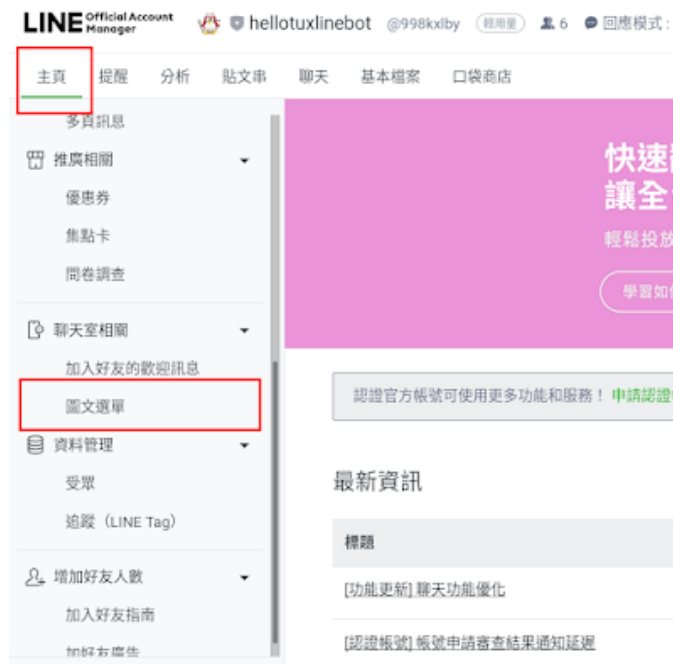 LINE Official Account Manager hellotuxlinebot @998kxlby 輕用量 6 回應模式：
主頁 提醒 分析 貼文串 聊天 基本檔案 口袋商店
多頁訊息
推廣相關
優惠券
集點卡
問卷調查
聊天室相關
加入好友的歡迎訊息
圖文選單
資料管理
受眾
追蹤（LINE Tag）
增加好友人數
加入好友指南
加好友廣告
快速
讓全
輕鬆投放
學習如何
認證官方帳號可使用更多功能和服務！ 申請認證
最新資訊
標題
[功能更新] 聊天功能優化
[認證帳號] 帳號申請審查結果通知延遲